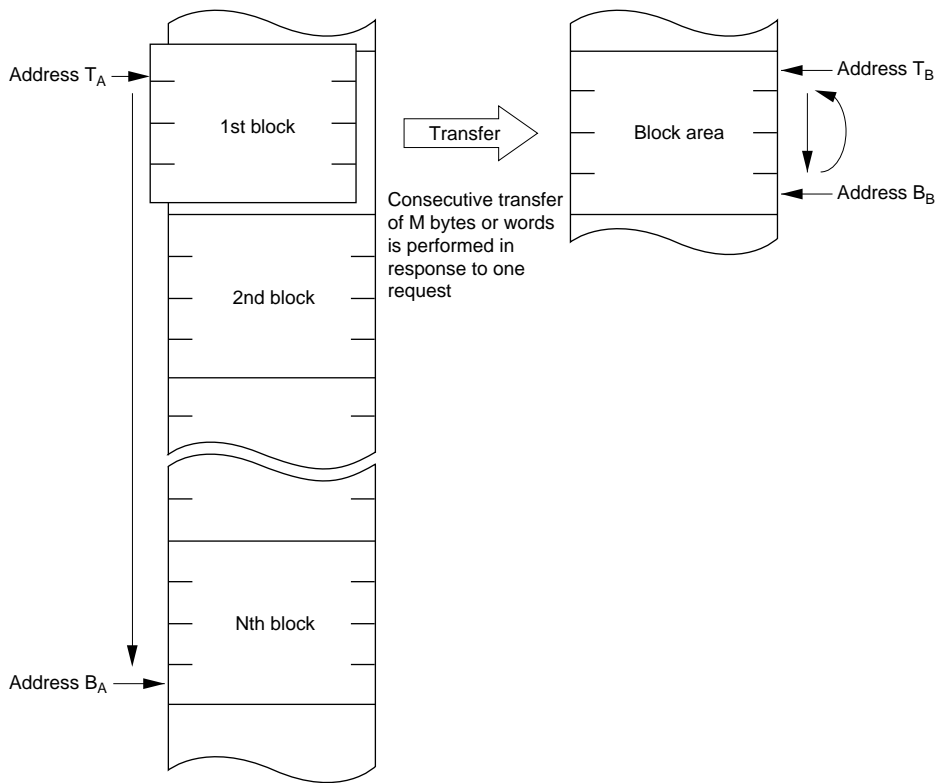 Address TA
1st block
Transfer
Block area
Address TB
Address BB
Consecutive transfer
of M bytes or words
is performed in
response to one
request
2nd block
Nth block
Address BA